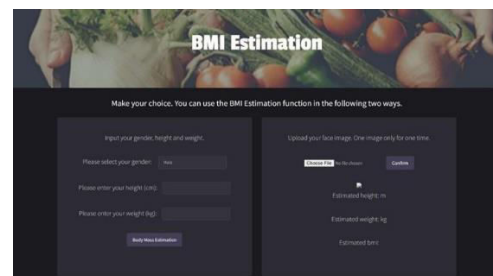 BMI Estimation
Make your choice. You can use the BMI Estimation function in the following two ways.
Input your gender, height and weight.
Please select your gender:
Please enter your height (cm):
Please enter your weight (kg):
Body Mass Estimation
Upload your face image. One image only for one time.
Choose File No file chosen
Confirm
Estimated height: m
Estimated weight: kg
Estimated bmi: